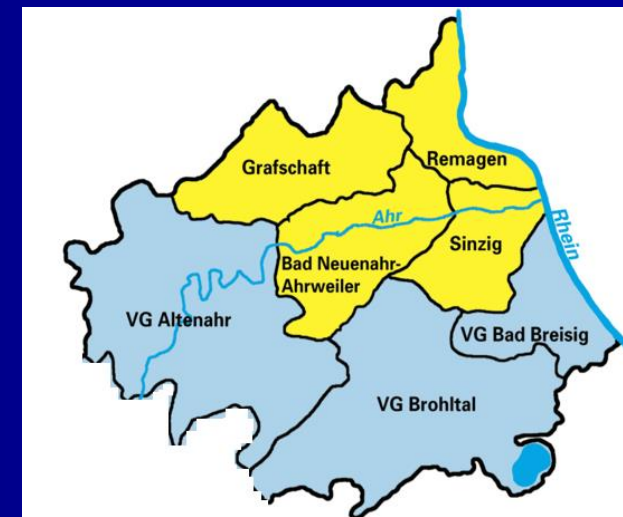 Remagen
Grafschaft
Ahr
Rhein
Sinzig
Bad Neuenahr-
Ahrweiler
VG Altenahr
VG Bad Breisig
VG Brohltal